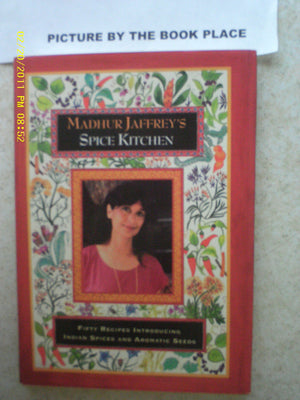 PICTURE BY THE BOOK PLACE
MADHUR JAFFREY'S
SPICE KITCHEN
FIFTY RECIPES INTRODUCING
INDIAN SPICES AND AROMATIC SEEDS
10/20/2011 PM 08:52